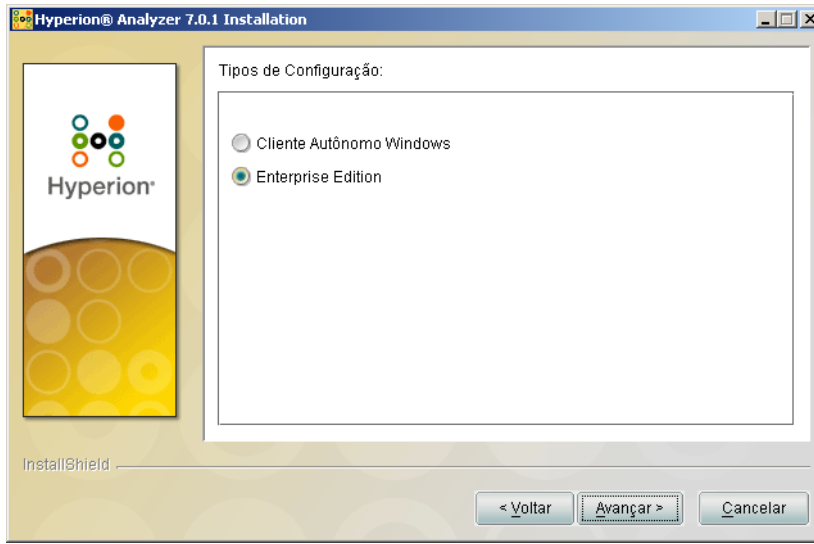 Hyperion® Analyzer 7.0.1 Installation
Tipos de Configuração:
Cliente Autônomo Windows
Enterprise Edition
Hyperion®
InstallShield
< Voltar
Avançar >
Cancelar